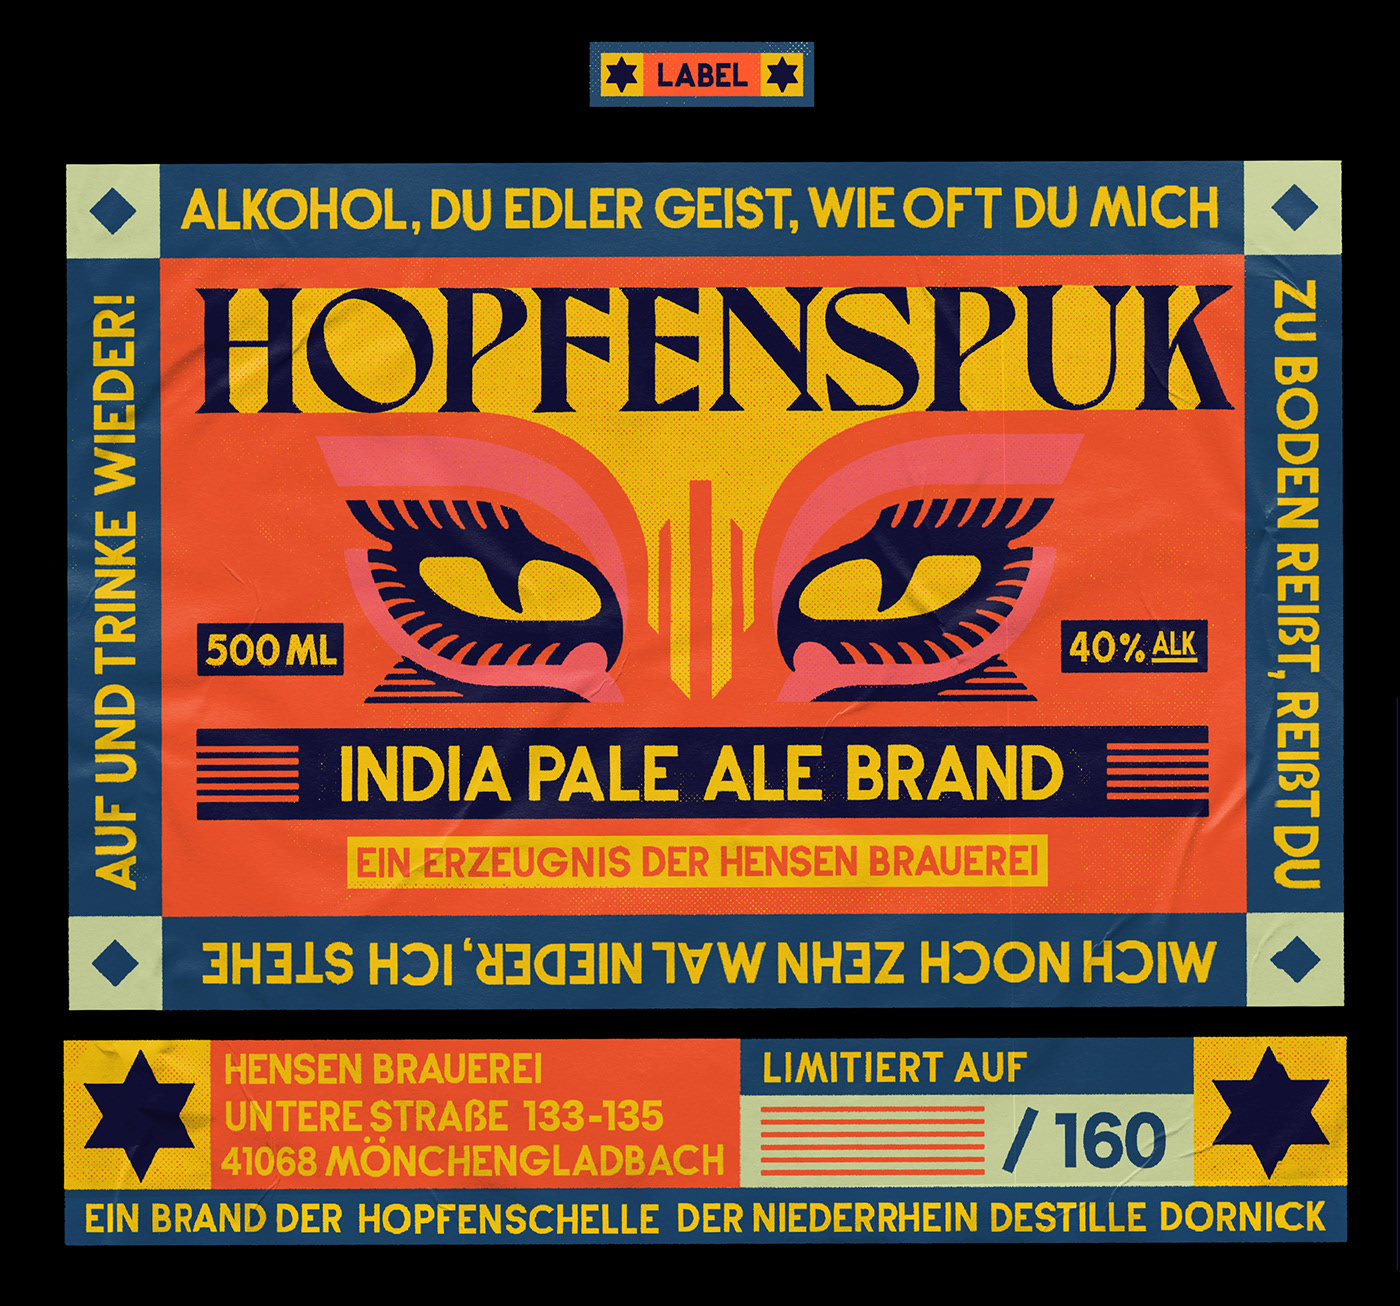 LABEL
ALKOHOL, DU EDLER GEIST, WIE OFT DU MICH
ZU BODEN REIẞT, REIẞT DU
MICH NOCH ZEHN MAL NIEDER, ICH STEHE
AUF UND TRINKE WIEDER!
HOPFENSPUK
500 ML
40% ALK
INDIA PALE ALE BRAND
EIN ERZEUGNIS DER HENSEN BRAUEREI
HENSEN BRAUEREI
UNTERE STRAẞE 133-135
41068 MÖNCHENGLADBACH
LIMITIERT AUF
/ 160
EIN BRAND DER HOPFENSCHELLE DER NIEDERRHEIN DESTILLE DORNICK